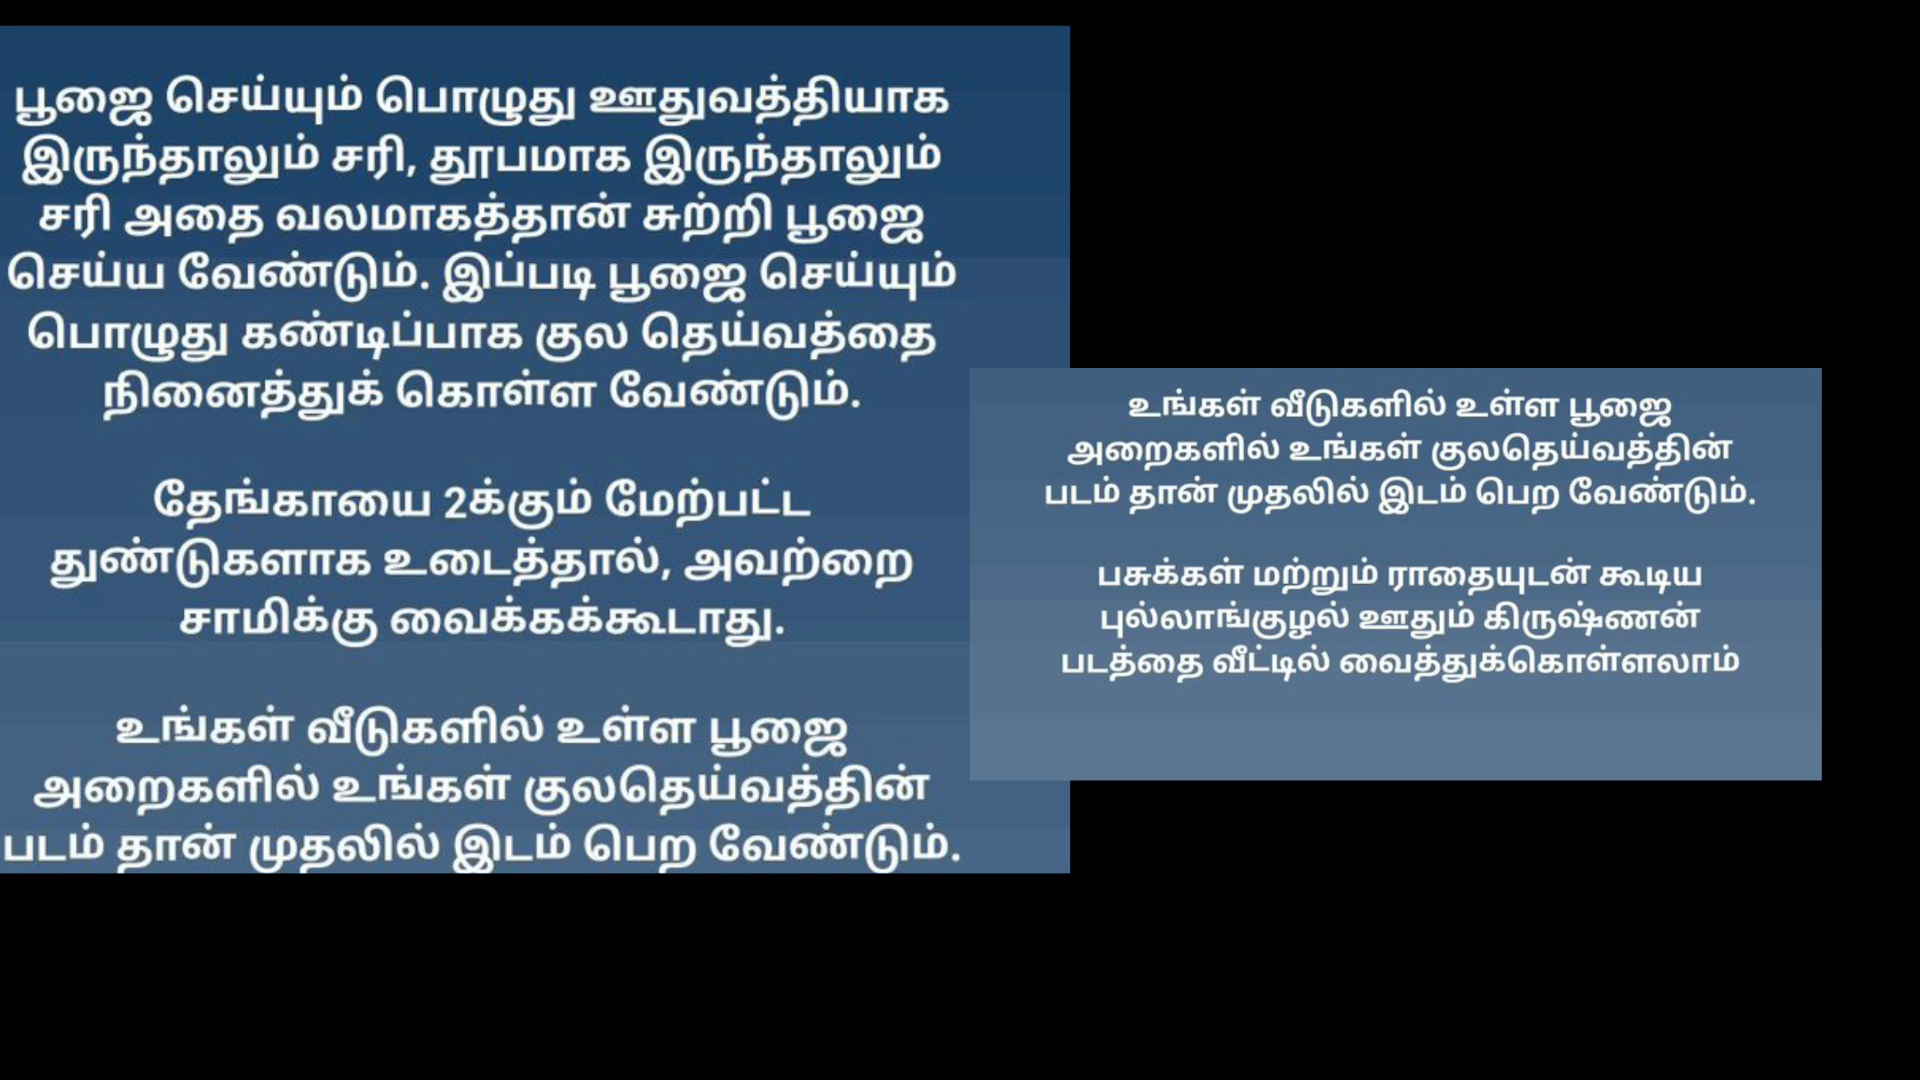 பூஜை செய்யும் பொழுது ஊதுவத்தியாக
இருந்தாலும் சரி, தூபமாக இருந்தாலும்
சரி அதை வலமாகத்தான் சுற்றி பூஜை
செய்ய வேண்டும். இப்படி பூஜை செய்யும்
பொழுது கண்டிப்பாக குல தெய்வத்தை
நினைத்துக் கொள்ள வேண்டும்.
தேங்காயை 2க்கும் மேற்பட்ட
துண்டுகளாக உடைத்தால், அவற்றை
சாமிக்கு வைக்கக்கூடாது.
உங்கள் வீடுகளில் உள்ள பூஜை
அறைகளில் உங்கள் குலதெய்வத்தின்
படம் தான் முதலில் இடம் பெற வேண்டும்.
உங்கள் வீடுகளில் உள்ள பூஜை
அறைகளில் உங்கள் குலதெய்வத்தின்
படம் தான் முதலில் இடம் பெற வேண்டும்.
பசுக்கள் மற்றும் ராதையுடன் கூடிய
புல்லாங்குழல் ஊதும் கிருஷ்ணன்
படத்தை வீட்டில் வைத்துக்கொள்ளலாம்